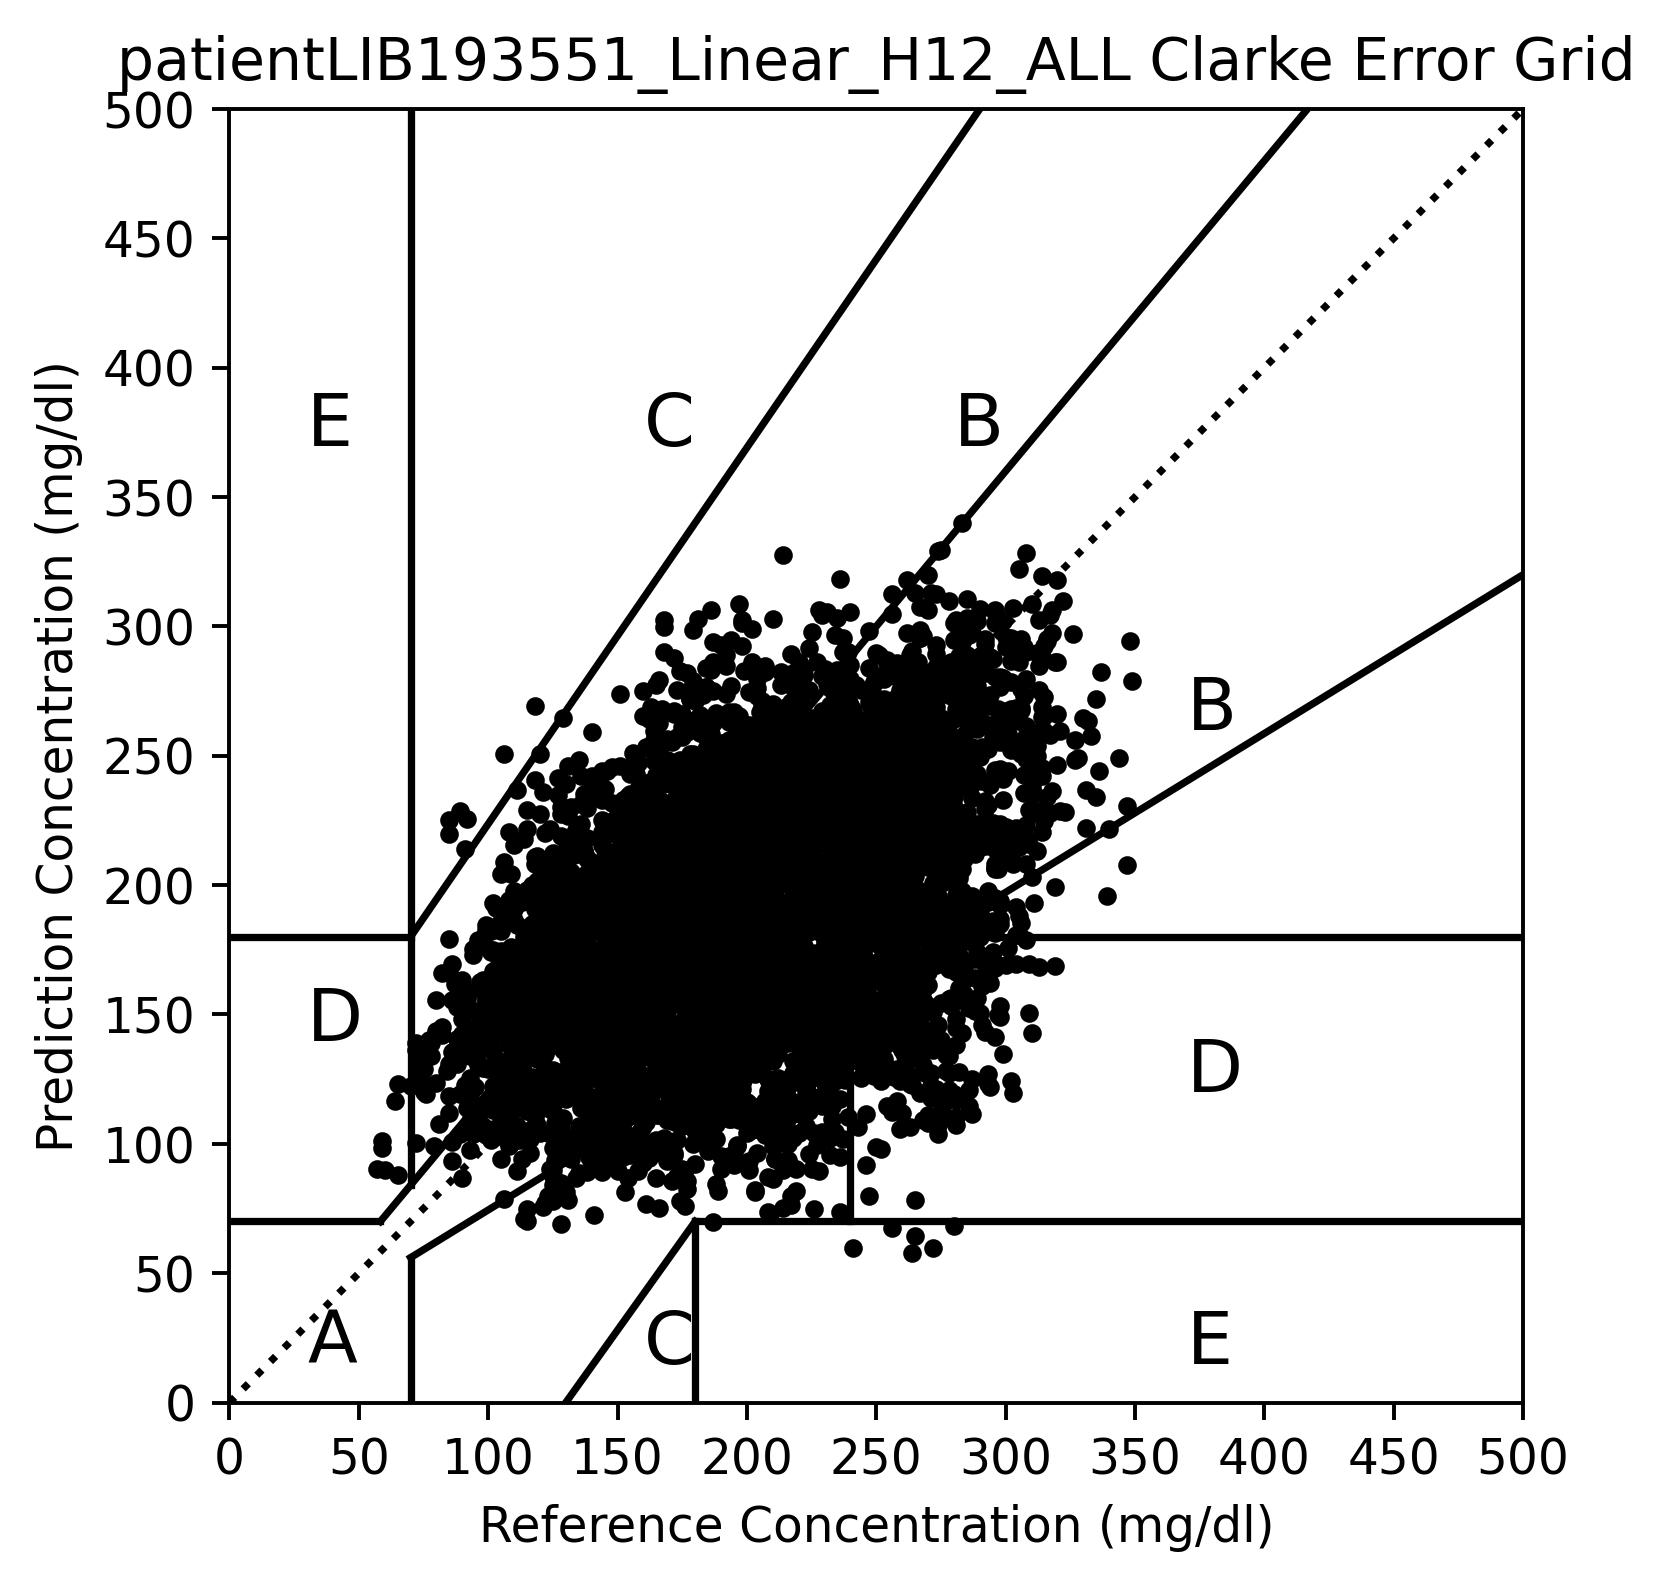 patientLIB193551_Linear_H12_ALL Clarke Error Grid
500
450
400
350
300
250
200
150
100
50
0
Prediction Concentration (mg/dl)
E
C
B
B
D
D
A
C
E
0 50 100 150 200 250 300 350 400 450 500
Reference Concentration (mg/dl)